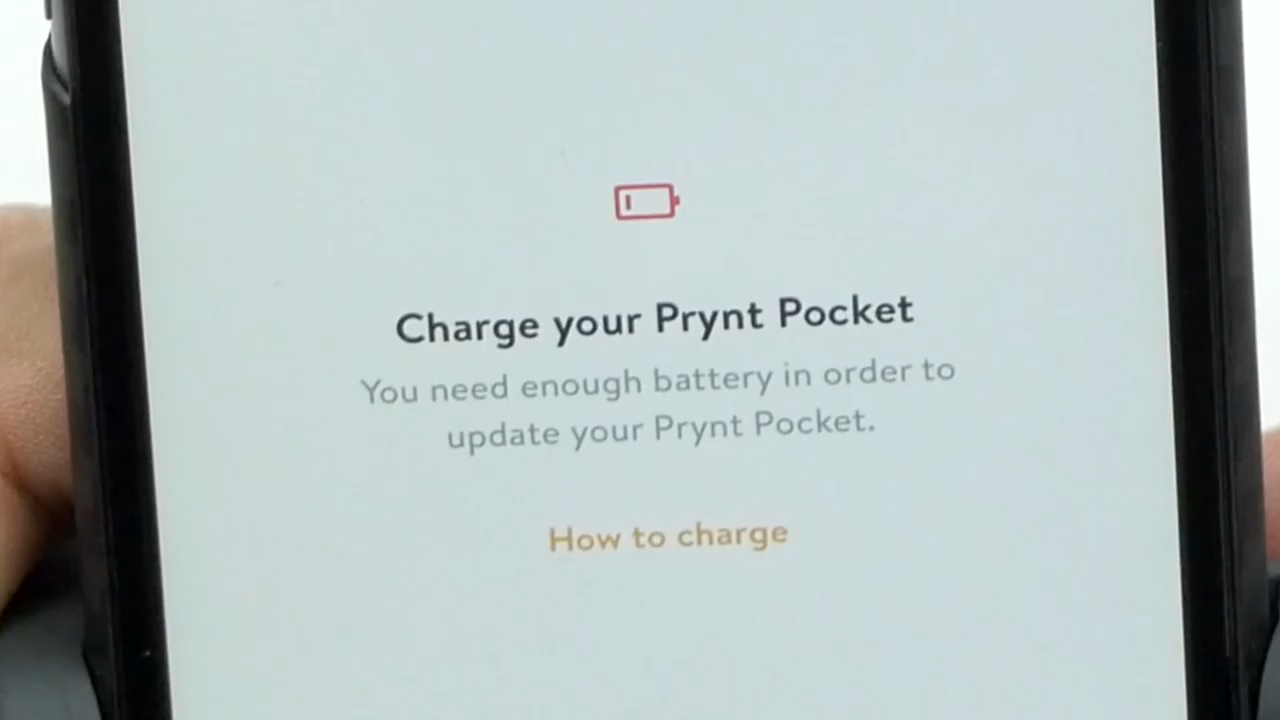 Charge your Prynt Pocket
You need enough battery in order to
update your Prynt Pocket.
How to charge